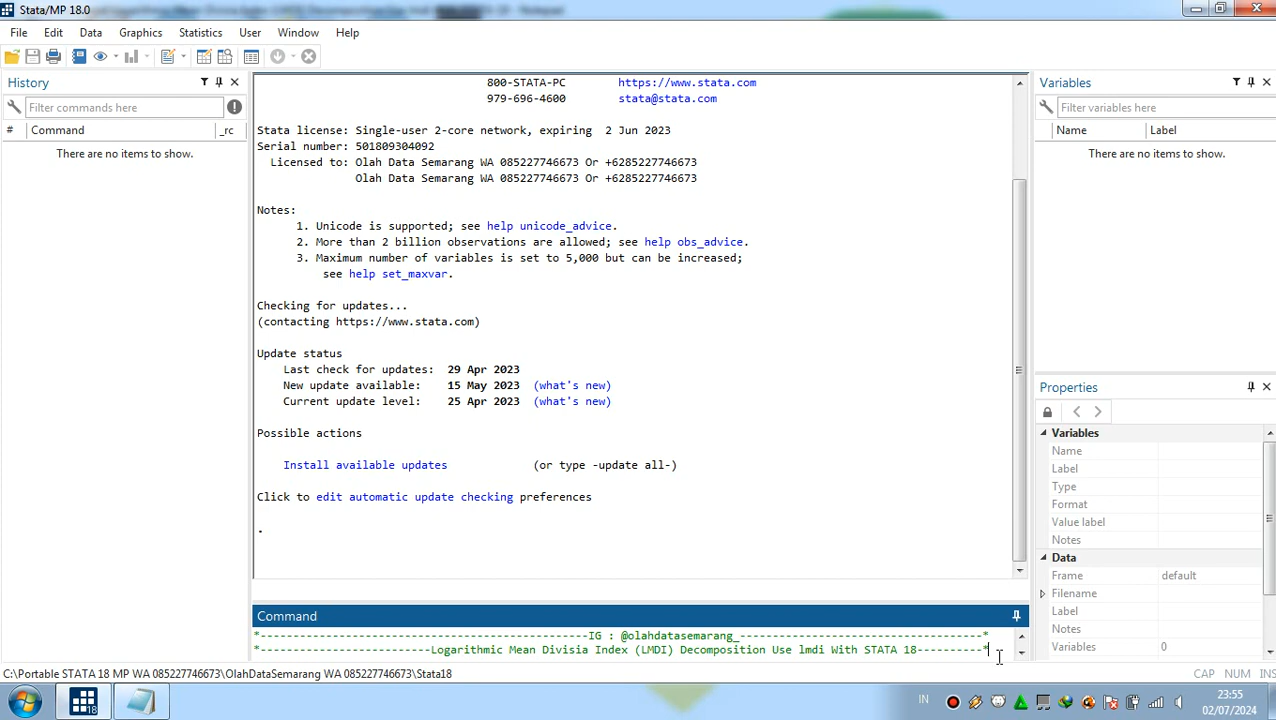 Stata/MP 18.0
File Edit Data Graphics Statistics User Window Help
History
Filter commands here
# Command _rc
There are no items to show.
800-STATA-PC https://www.stata.com
979-696-4600 stata@stata.com
Stata license: Single-user 2-core network, expiring 2 Jun 2023
Serial number: 501809304092
Licensed to: Olah Data Semarang WA 085227746673 Or +6285227746673
Olah Data Semarang WA 085227746673 Or +6285227746673
Notes:
1. Unicode is supported; see help unicode_advice.
2. More than 2 billion observations are allowed; see help obs_advice.
3. Maximum number of variables is set to 5,000 but can be increased;
see help set_maxvar.
Checking for updates...
(contacting https://www.stata.com)
Update status
Last check for updates: 29 Apr 2023
New update available: 15 May 2023 (what's new)
Current update level: 25 Apr 2023 (what's new)
Possible actions
Install available updates (or type -update all-)
Click to edit automatic update checking preferences
.
Command
*--------------------------------------------------IG : @olahdatasemarang_-------------------------------------*
*--------------------------Logarithmic Mean Divisia Index (LMDI) Decomposition Use lmdi With STATA 18----------*
Variables
Filter variables here
Name Label
There are no items to show.
Properties
Variables
Name
Label
Type
Format
Value label
Notes
Data
Frame default
Filename
Label
Notes
Variables 0
C:\Portable STATA 18 MP WA 085227746673\OlahDataSemarang WA 085227746673\Stata18
CAP NUM INS
18
IN
23:55
02/07/2024